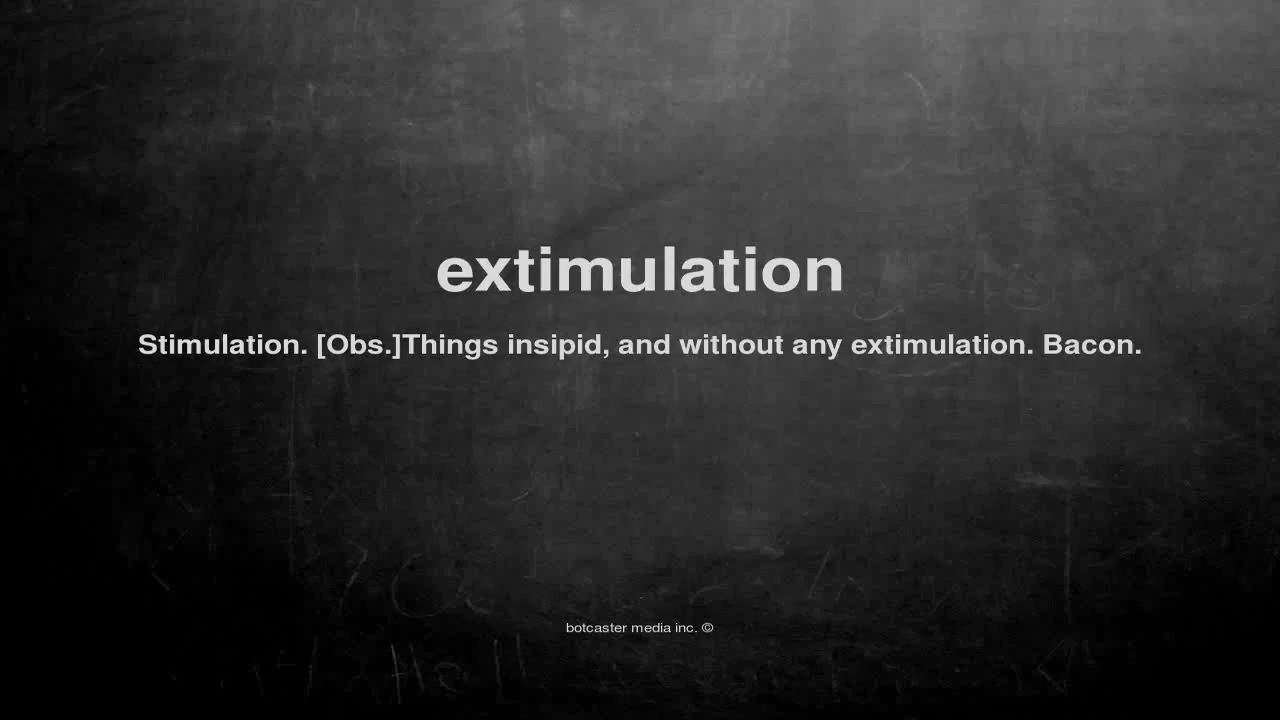 extimulation
Stimulation. [Obs.]Things insipid, and without any extimulation. Bacon.
botcaster media inc. ©